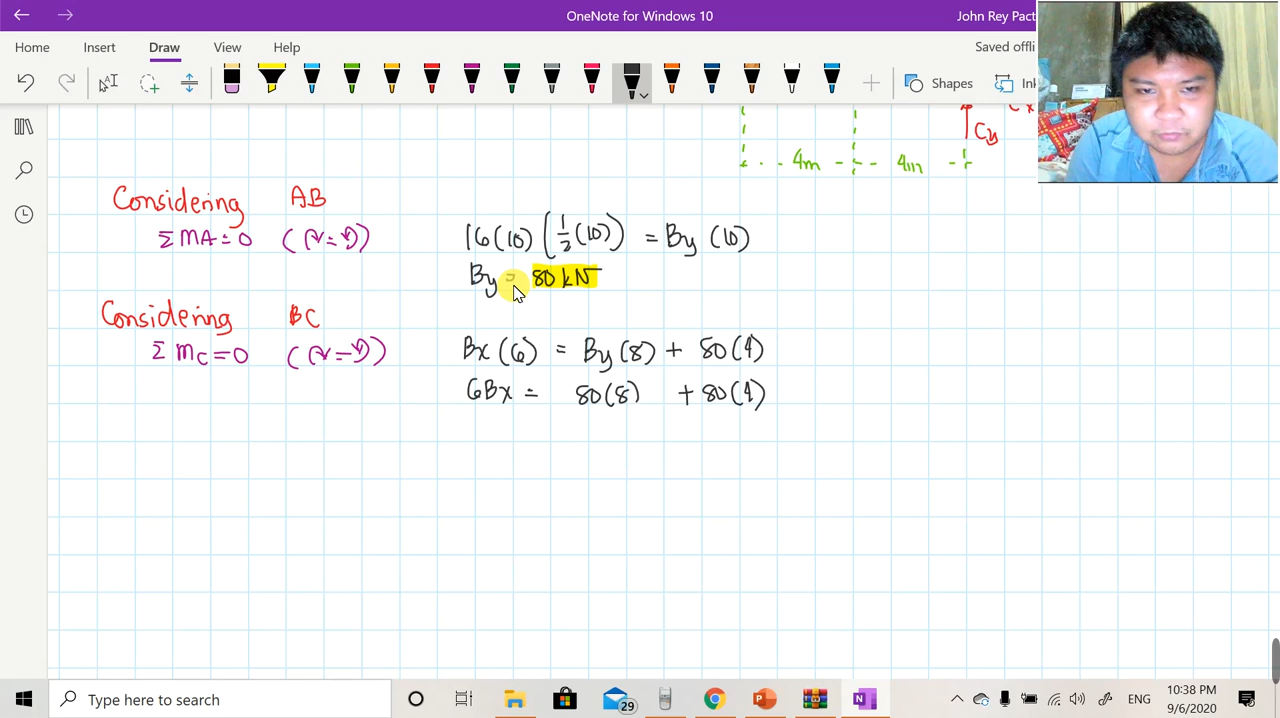 OneNote for Windows 10
John Rey Pact
Home Insert Draw View Help
Saved offli
Shapes Ink
Cx
Cy
4m 4m
Considering AB
ΣMA=0
16(10)(1/2(10)) = By (10)
By = 80 kN
Considering BC
ΣMC=0
Bx(6) = By(8) + 80(4)
6Bx = 80(8) +80(4)
Type here to search
29
ENG
10:38 PM
9/6/2020